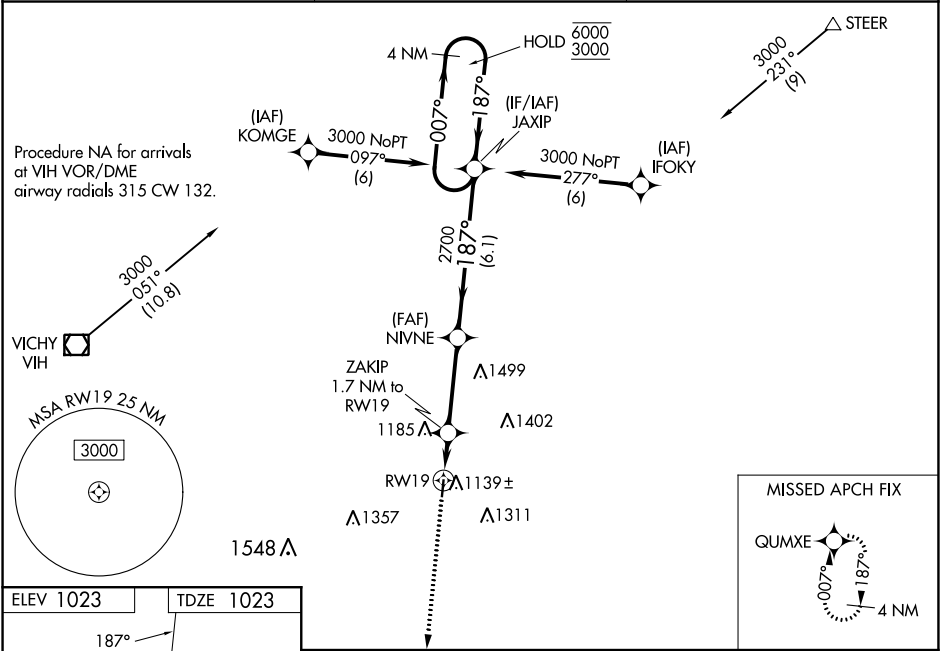 STEER
3000
231°
(9)
4 NM
HOLD 6000
3000
007°
187°
(IF/IAF)
JAXIP
(IAF)
KOMGE
3000 NoPT
097°
(6)
3000 NoPT
277°
(6)
(IAF)
IFOKY
Procedure NA for arrivals
at VIH VOR/DME
airway radials 315 CW 132.
2700
187°
(6.1)
3000
051°
(10.8)
VICHY
VIH
(FAF)
NIVNE
1499
ZAKIP
1.7 NM to
RW19
1402
1185
MSA RW19 25 NM
3000
RW19
1139±
1357
1311
1548
MISSED APCH FIX
QUMXE
007°
187°
4 NM
ELEV 1023
TDZE 1023
187°